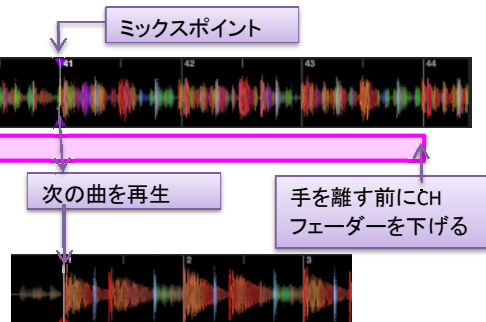 ミックスポイント
41 42 43 44
次の曲を再生
手を離す前にCH
フェーダーを下げる
1 2 3